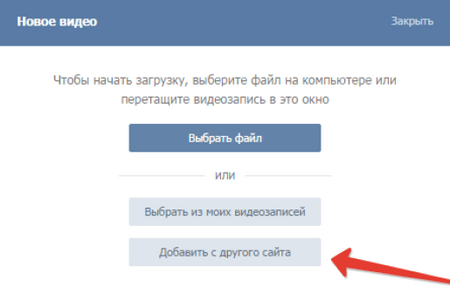 Новое видео
Закрыть
Чтобы начать загрузку, выберите файл на компьютере или
перетащите видеозапись в это окно
Выбрать файл
или
Выбрать из моих видеозаписей
Добавить с другого сайта